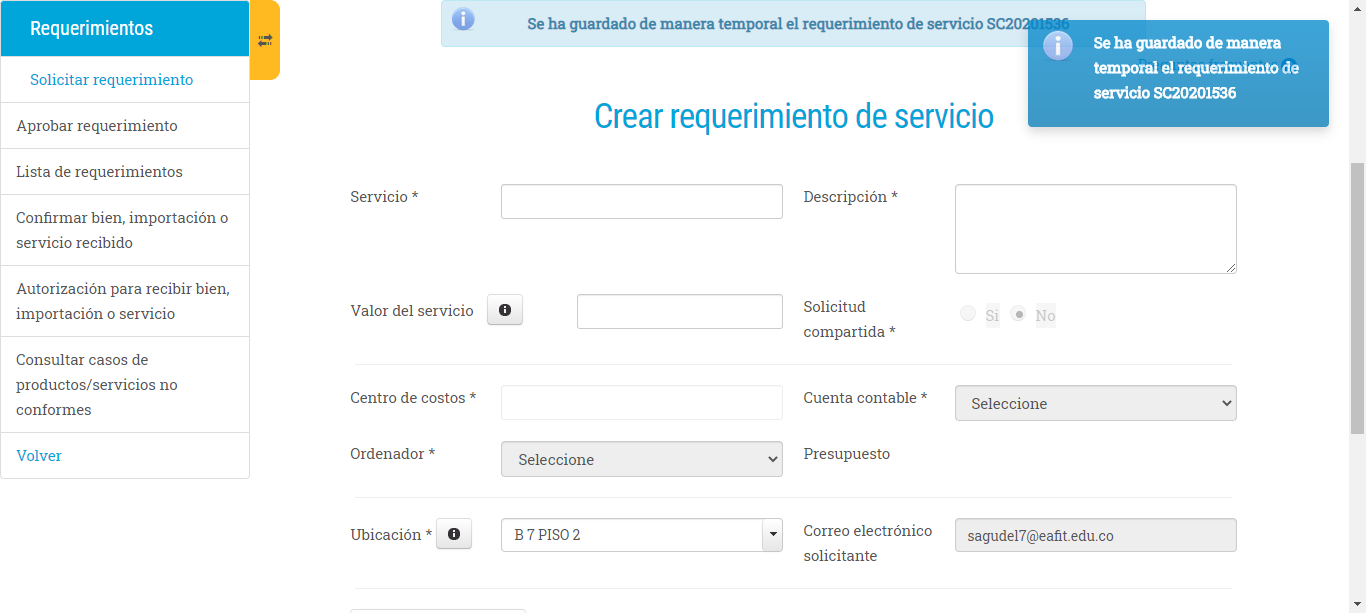 Requerimientos
Solicitar requerimiento
Aprobar requerimiento
Lista de requerimientos
Confirmar bien, importación o
servicio recibido
Autorización para recibir bien,
importación o servicio
Consultar casos de
productos/servicios no
conformes
Volver
Se ha guardado de manera temporal el requerimiento de servicio SC20201536
Se ha guardado de manera
temporal el requerimiento de
servicio SC20201536
Crear requerimiento de servicio
Servicio *
Descripción *
Valor del servicio
Solicitud
compartida *
Si No
Centro de costos *
Cuenta contable *
Seleccione
Ordenador *
Seleccione
Presupuesto
Ubicación *
B 7 PISO 2
Correo electrónico
solicitante
sagudel7@eafit.edu.co